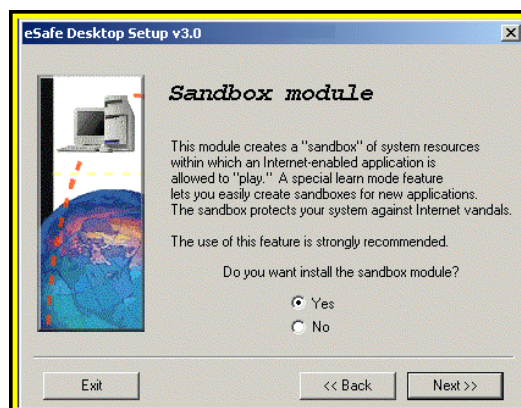 eSafe Desktop Setup v3.0
Sandbox module
This module creates a "sandbox" of system resources
within which an Internet-enabled application is
allowed to "play." A special learn mode feature
lets you easily create sandboxes for new applications.
The sandbox protects your system against Internet vandals.
The use of this feature is strongly recommended.
Do you want install the sandbox module?
Yes
No
Exit
<< Back
Next >>